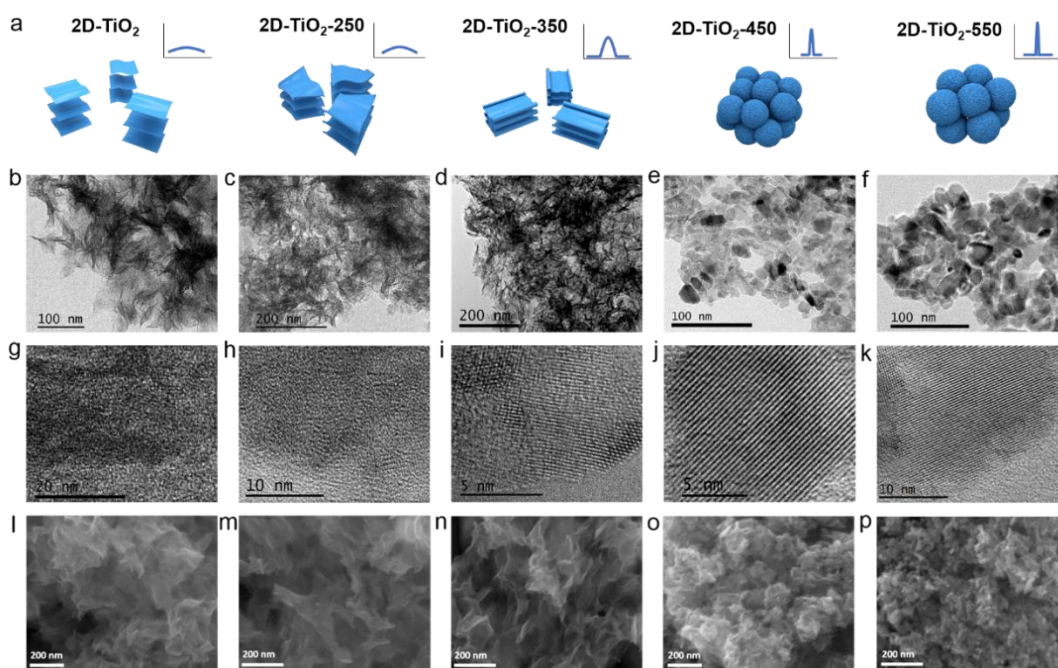 a 2D-TiO₂ 2D-TiO₂-250 2D-TiO₂-350 2D-TiO₂-450 2D-TiO₂-550
b c d e f
100 nm 200 nm 200 nm 100 nm 100 nm
g h i j k
20 nm 10 nm 5 nm 5 nm 10 nm
l m n o p
200 nm 200 nm 200 nm 200 nm 200 nm